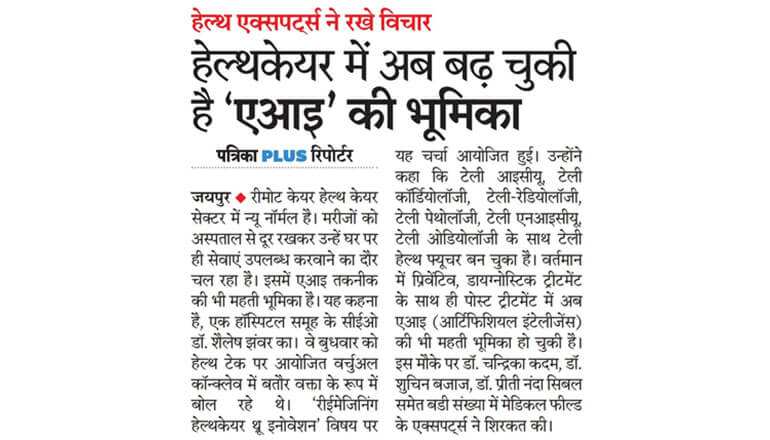 हेल्थ एक्सपर्ट्स ने रखे विचार
हेल्थकेयर में अब बढ़ चुकी
है ‘एआइ’ की भूमिका
पत्रिका PLUS रिपोर्टर
जयपुर ◆ रीमोट केयर हेल्थ केयर
सेक्टर में न्यू नॉर्मल है। मरीजों को
अस्पताल से दूर रखकर उन्हें घर पर
ही सेवाएं उपलब्ध करवाने का दौर
चल रहा है। इसमें एआइ तकनीक
की भी महती भूमिका है। यह कहना
है, एक हॉस्पिटल समूह के सीईओ
डॉ. शैलेष झंवर का। वे बुधवार को
हेल्थ टेक पर आयोजित वर्चुअल
कॉन्क्लेव में बतौर वक्ता के रूप में
बोल रहे थे। ‘रीईमेजिनिंग
हेल्थकेयर थ्रू इनोवेशन’ विषय पर
यह चर्चा आयोजित हुई। उन्होंने
कहा कि टेली आइसीयू, टेली
कॉर्डियोलॉजी, टेली-रेडियोलॉजी,
टेली पेथोलॉजी, टेली एनआइसीयू,
टेली ओडियोलॉजी के साथ टेली
हेल्थ फ्यूचर बन चुका है। वर्तमान
में प्रिवेंटिव, डायग्नोस्टिक ट्रीटमेंट
के साथ ही पोस्ट ट्रीटमेंट में अब
एआइ (आर्टिफिशियल इंटेलीजेंस)
की भी महती भूमिका हो चुकी है।
इस मौके पर डॉ. चन्द्रिका कदम, डॉ.
शुचिन बजाज, डॉ. प्रीती नंदा सिबल
समेत बडी संख्या में मेडिकल फील्ड
के एक्सपर्ट्स ने शिरकत की।